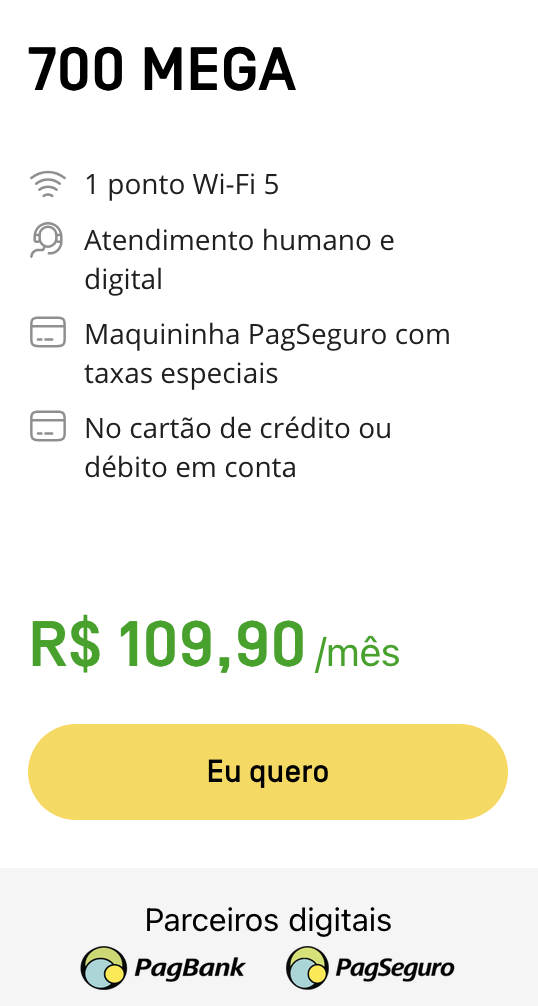 700 MEGA
1 ponto Wi-Fi 5
Atendimento humano e
digital
Maquininha PagSeguro com
taxas especiais
No cartão de crédito ou
débito em conta
R$ 109,90 /mês
Eu quero
Parceiros digitais
PagBank PagSeguro